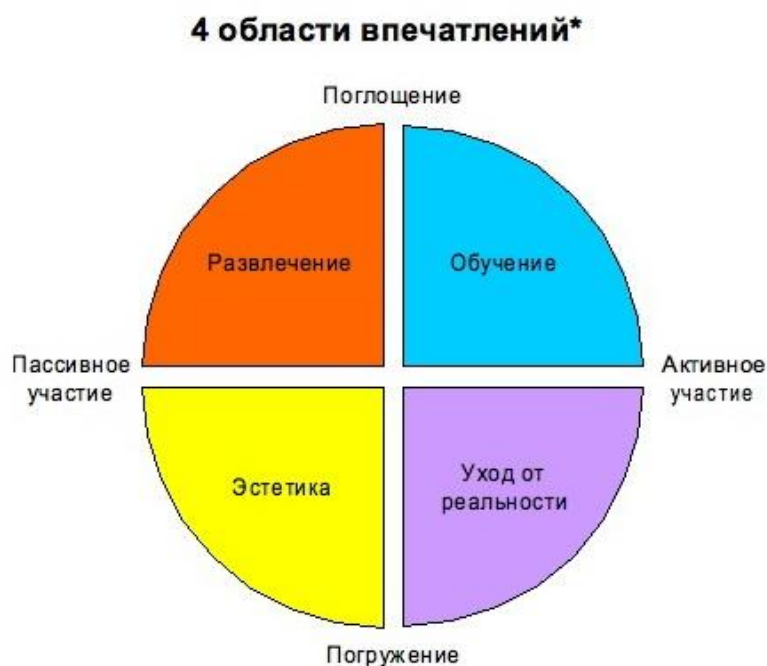 4 области впечатлений*
Поглощение
Развлечение
Обучение
Пассивное
участие
Активное
участие
Эстетика
Уход от
реальности
Погружение